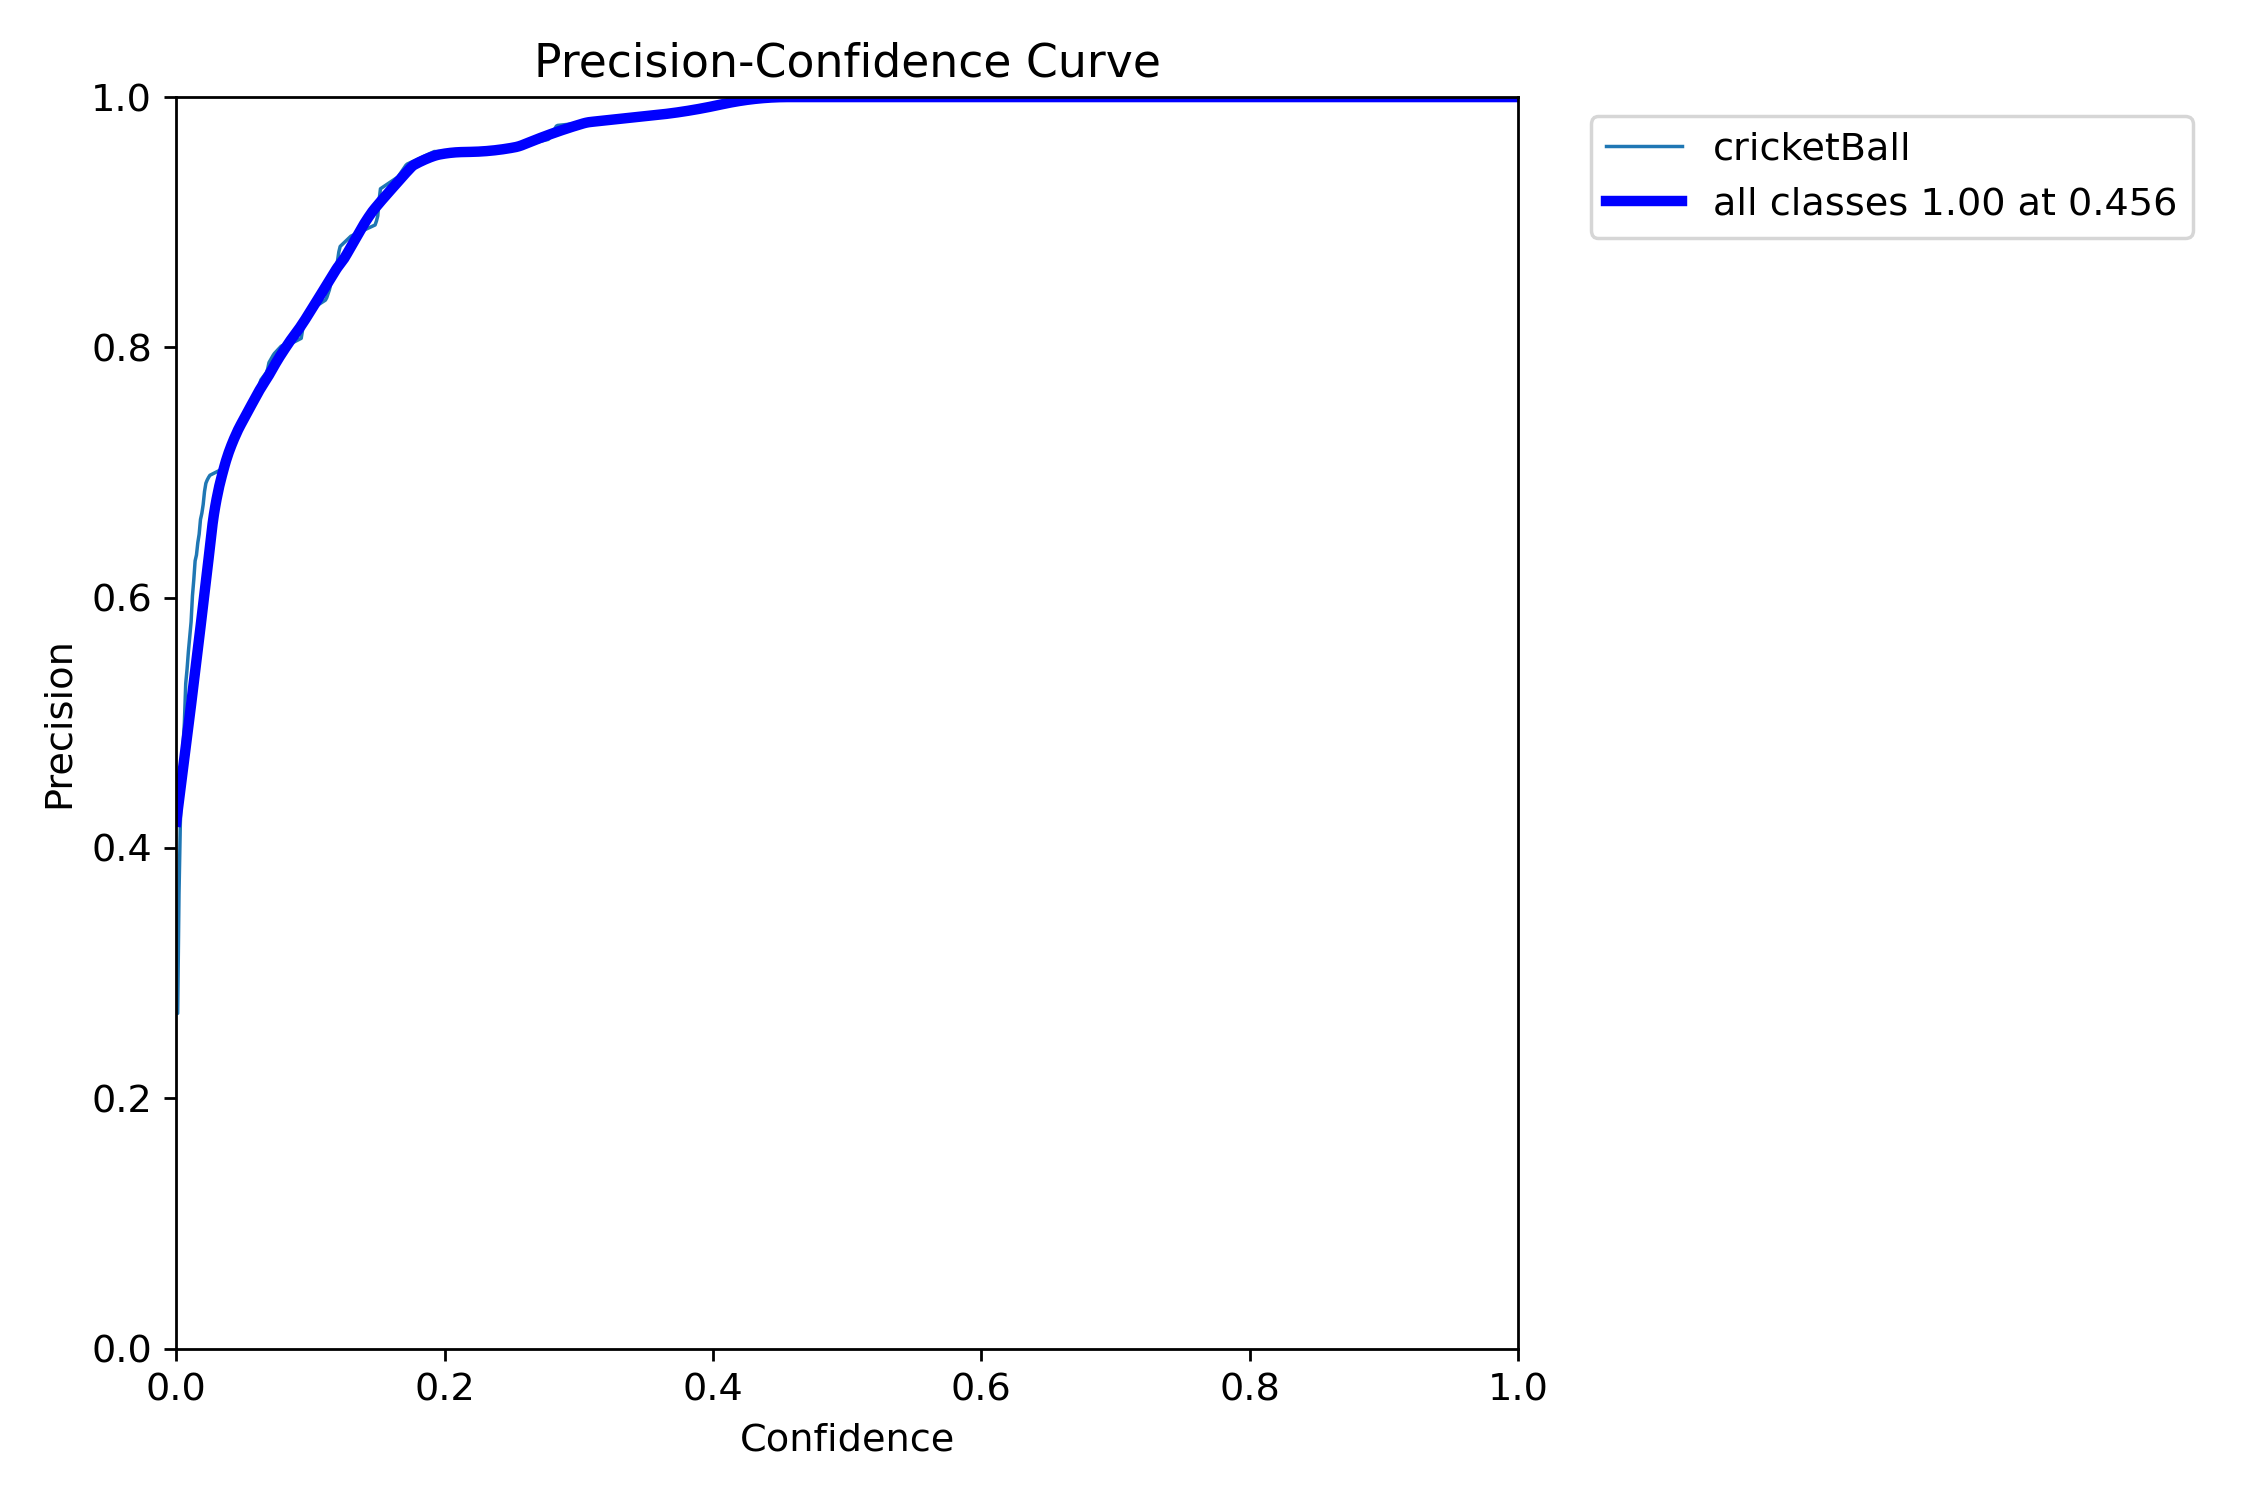 Precision-Confidence Curve
1.0
0.8
0.6
0.4
0.2
0.0
Precision
0.0 0.2 0.4 0.6 0.8 1.0
Confidence
cricketBall
all classes 1.00 at 0.456